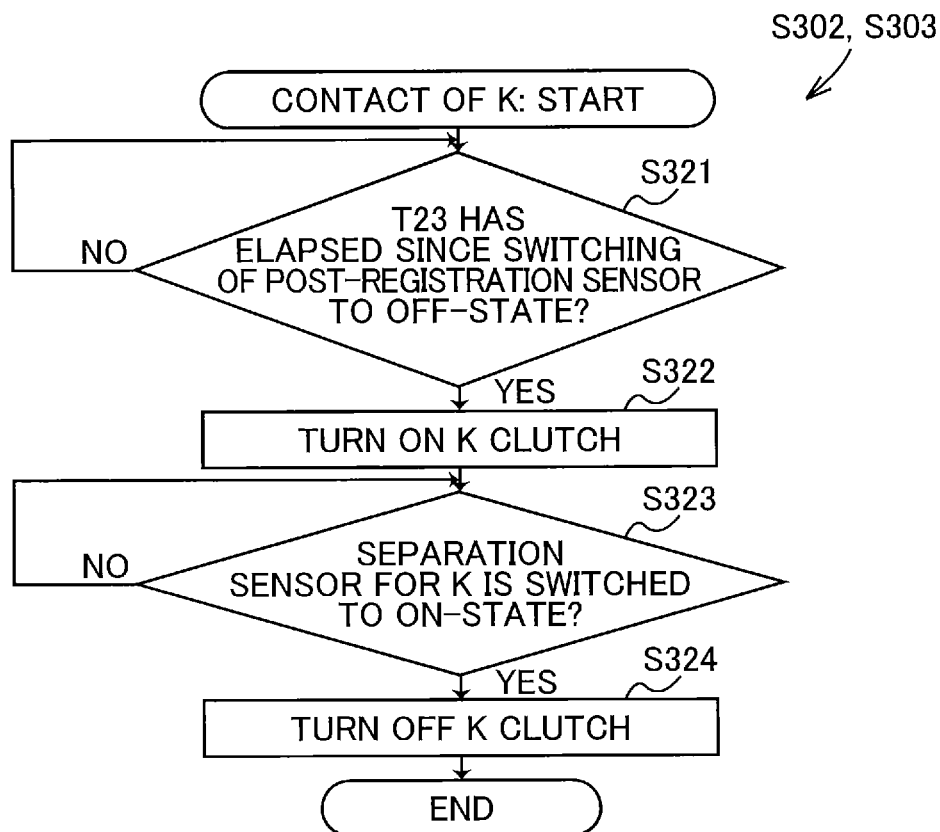 S302, S303
CONTACT OF K: START
S321
T23 HAS
ELAPSED SINCE SWITCHING
OF POST-REGISTRATION SENSOR
TO OFF-STATE?
NO
YES
S322
TURN ON K CLUTCH
S323
SEPARATION
SENSOR FOR K IS SWITCHED
TO ON-STATE?
NO
YES
S324
TURN OFF K CLUTCH
END